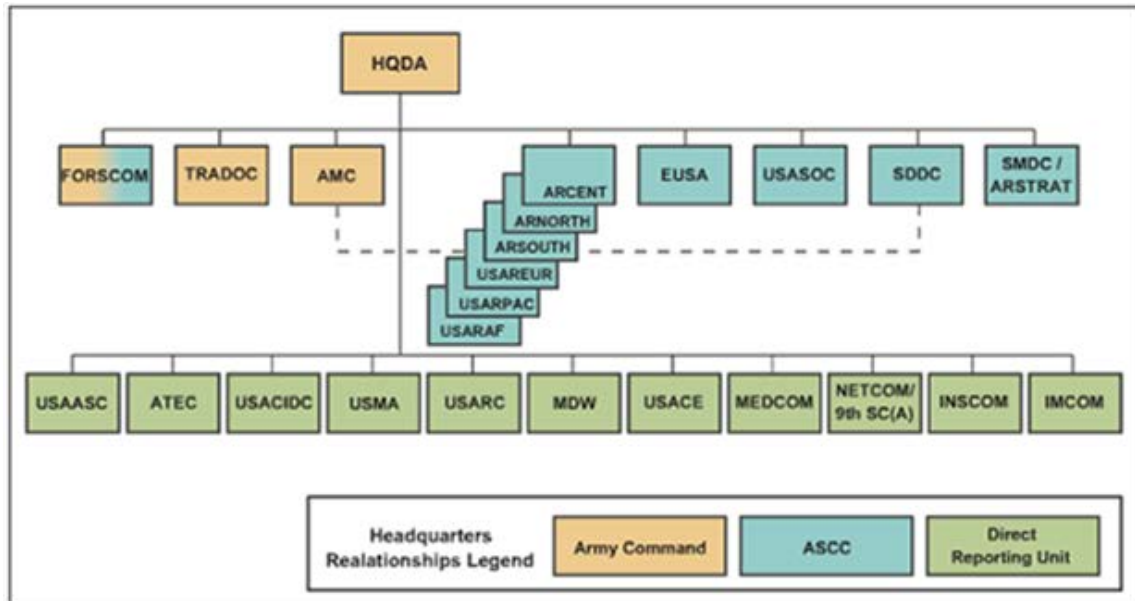 HQDA
FORSCOM
TRADOC
AMC
ARCENT
ARNORTH
ARSOUTH
USAREUR
USARPAC
USARAF
EUSA
USASOC
SDDC
SMDC /
ARSTRAT
USAASC
ATEC
USACIDC
USMA
USARC
MDW
USACE
MEDCOM
NETCOM/
9th SC(A)
INSCOM
IMCOM
Headquarters
Realationships Legend
Army Command
ASCC
Direct
Reporting Unit